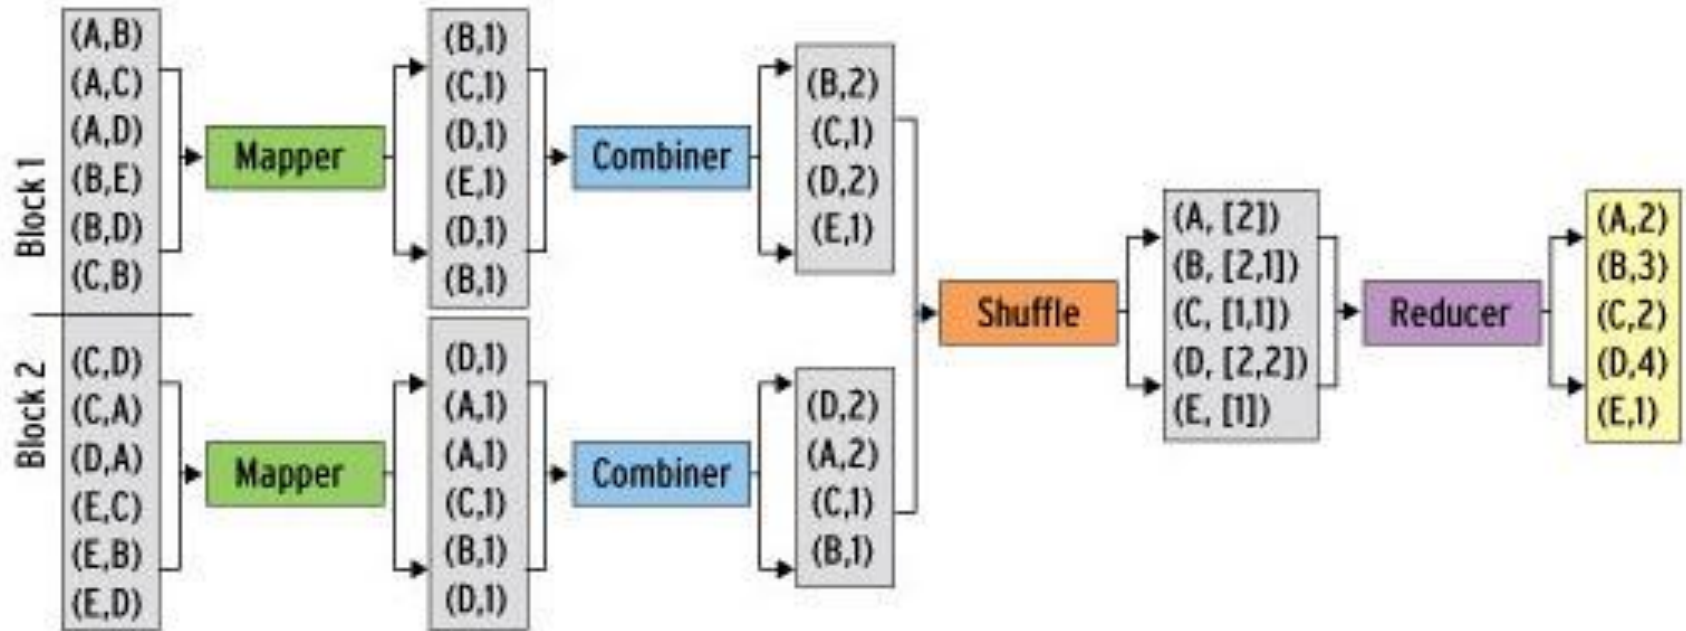 Block 1
(A,B)
(A,C)
(A,D)
(B,E)
(B,D)
(C,B)
Mapper
(B,1)
(C,1)
(D,1)
(E,1)
(D,1)
(B,1)
Combiner
(B,2)
(C,1)
(D,2)
(E,1)
Block 2
(C,D)
(C,A)
(D,A)
(E,C)
(E,B)
(E,D)
Mapper
(D,1)
(A,1)
(A,1)
(C,1)
(B,1)
(D,1)
Combiner
(D,2)
(A,2)
(C,1)
(B,1)
Shuffle
(A, [2])
(B, [2,1])
(C, [1,1])
(D, [2,2])
(E, [1])
Reducer
(A,2)
(B,3)
(C,2)
(D,4)
(E,1)